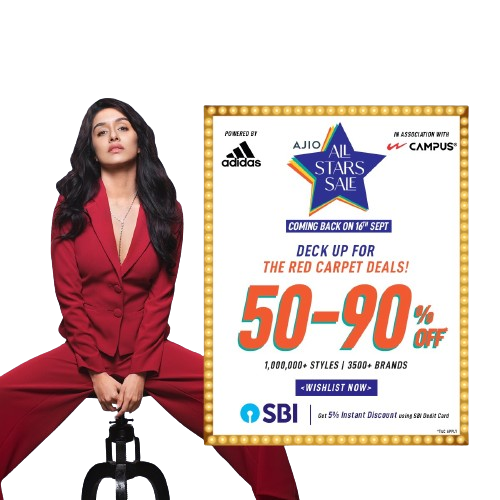 POWERED BY
adidas
AJIO
ALL
STARS
SALE
IN ASSOCIATION WITH
CAMPUS®
COMING BACK ON 16TH SEPT
DECK UP FOR
THE RED CARPET DEALS!
50-90% OFF
1,000,000+ STYLES | 3500+ BRANDS
<WISHLIST NOW>
SBI | Get 5% Instant Discount using SBI Debit Card
*T&C APPLY